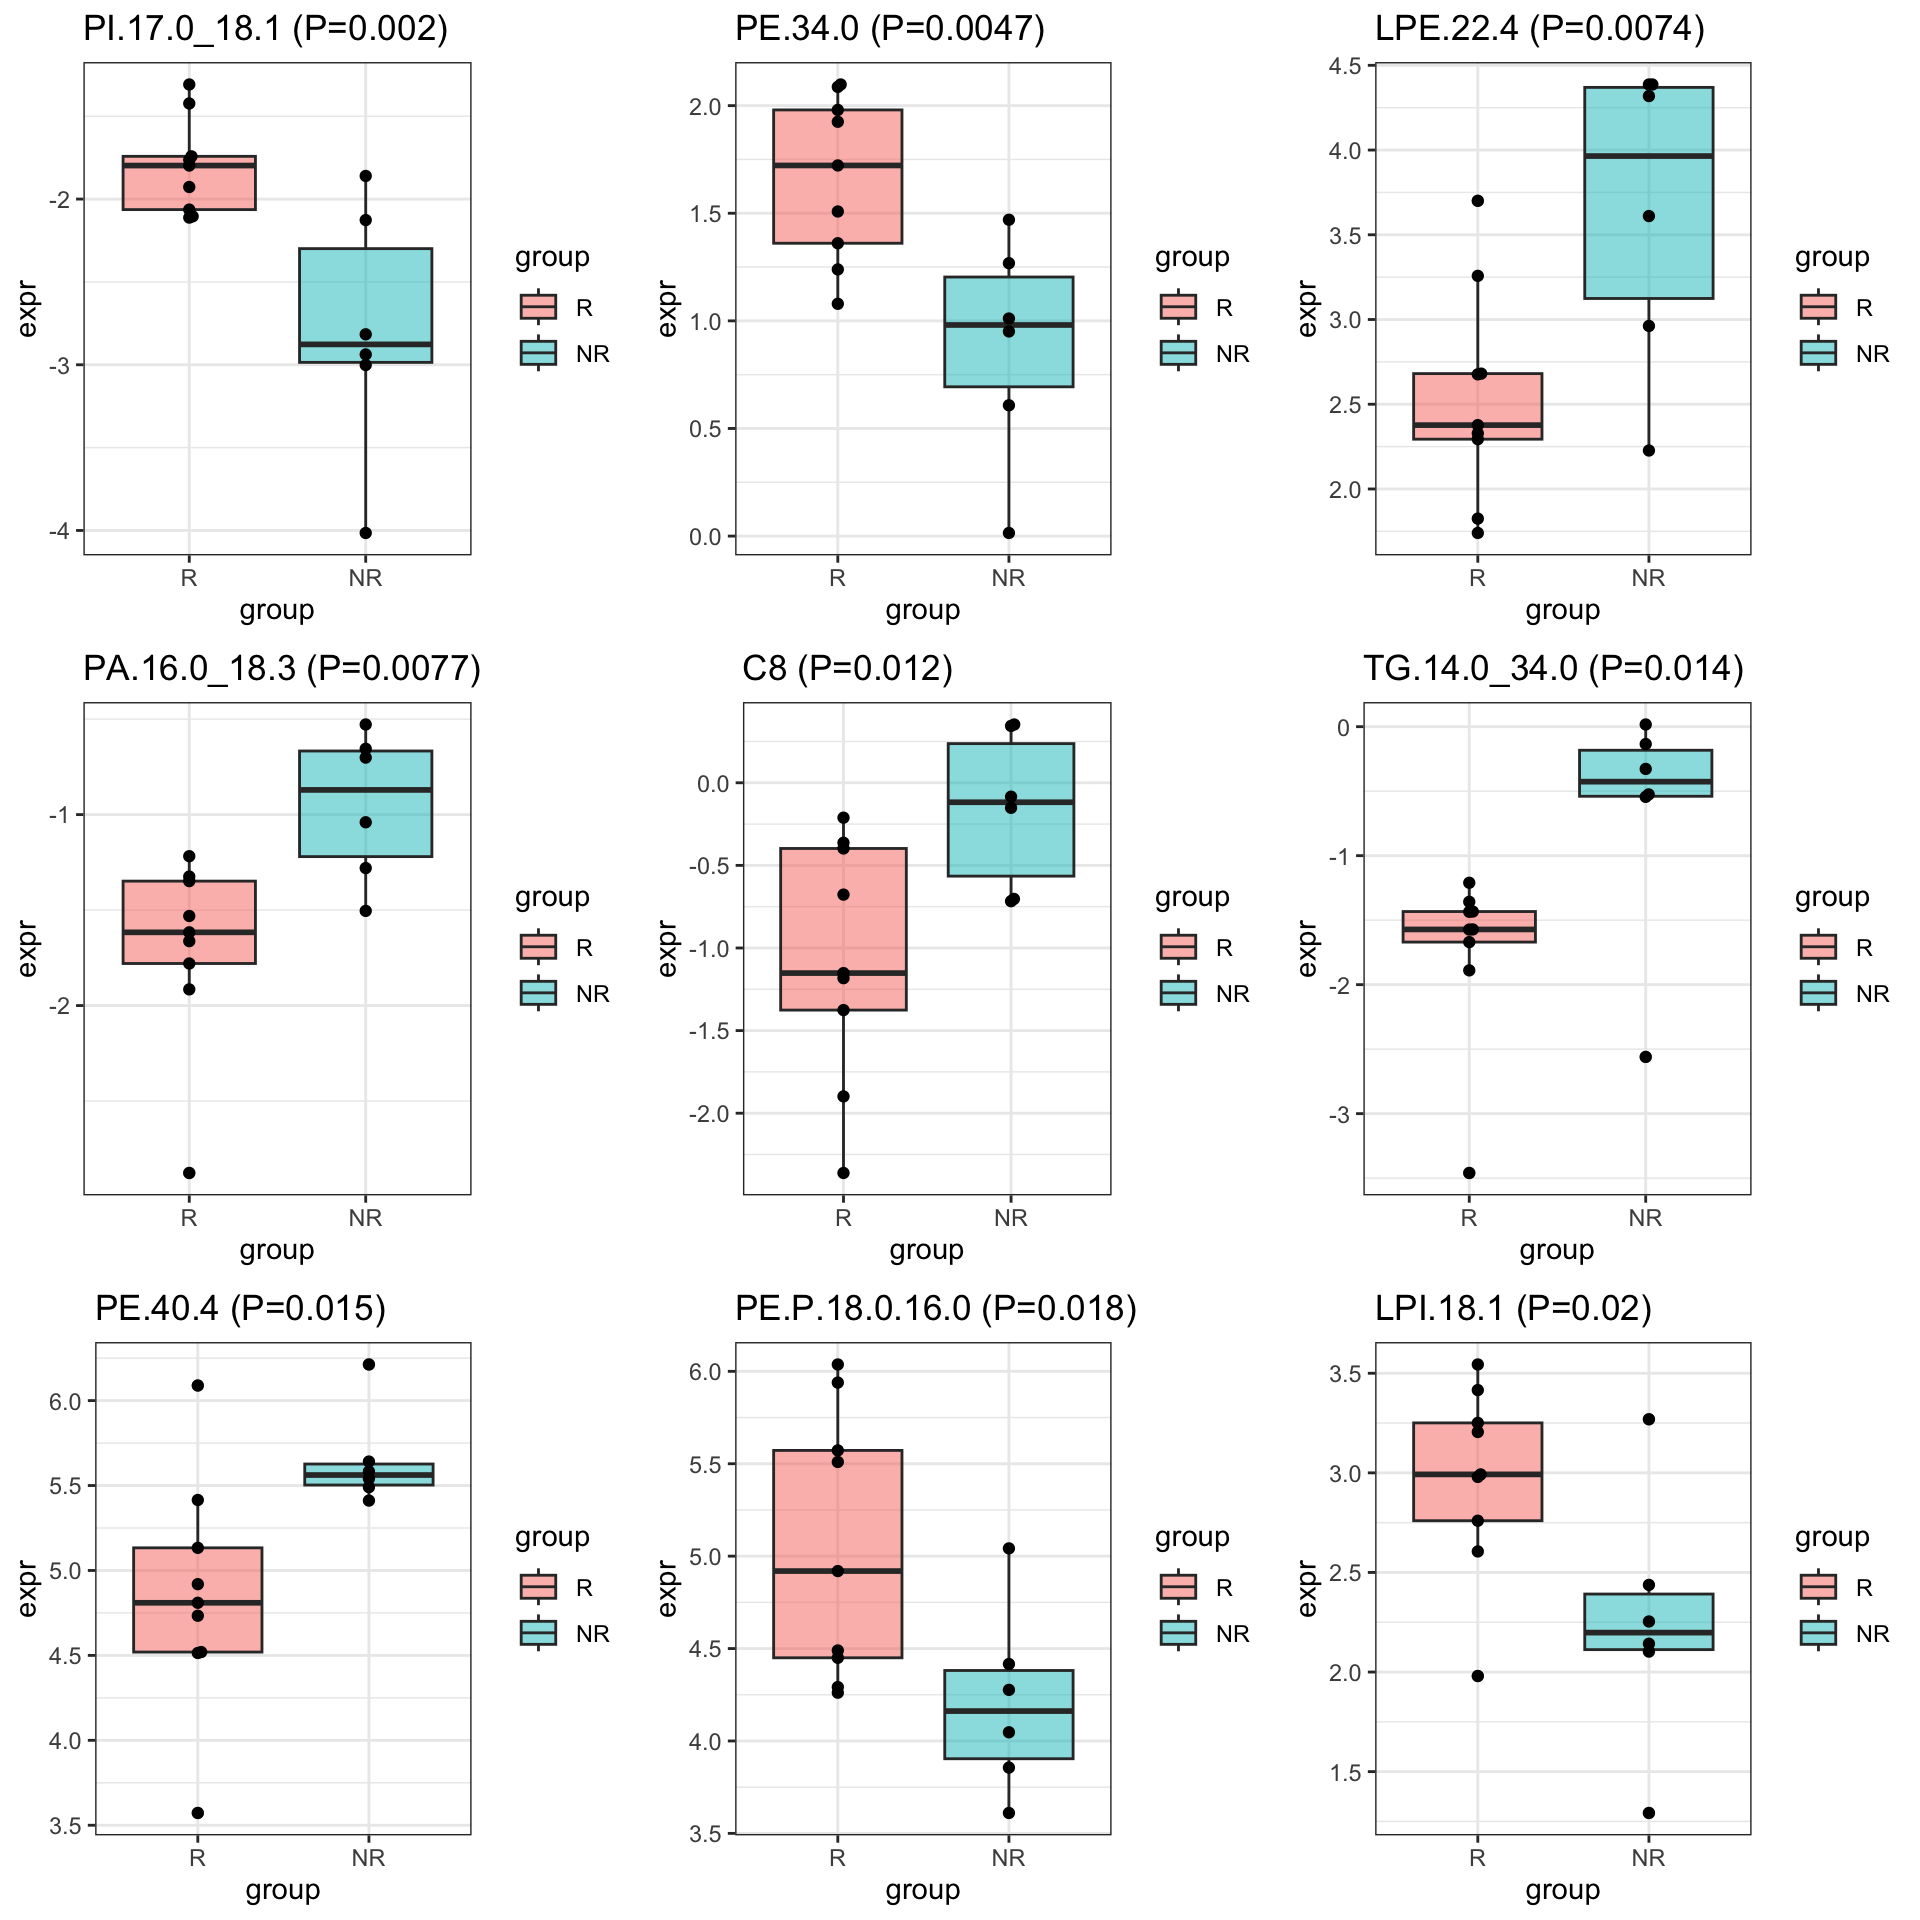 PI.17.0_18.1 (P=0.002)
expr
-2
-3
-4
R NR
group
group
R
NR
PE.34.0 (P=0.0047)
expr
2.0
1.5
1.0
0.5
0.0
R NR
group
group
R
NR
LPE.22.4 (P=0.0074)
expr
4.5
4.0
3.5
3.0
2.5
2.0
R NR
group
group
R
NR
PA.16.0_18.3 (P=0.0077)
expr
-1
-2
R NR
group
group
R
NR
C8 (P=0.012)
expr
0.0
-0.5
-1.0
-1.5
-2.0
R NR
group
group
R
NR
TG.14.0_34.0 (P=0.014)
expr
0
-1
-2
-3
R NR
group
group
R
NR
PE.40.4 (P=0.015)
expr
6.0
5.5
5.0
4.5
4.0
3.5
R NR
group
group
R
NR
PE.P.18.0.16.0 (P=0.018)
expr
6.0
5.5
5.0
4.5
4.0
3.5
R NR
group
group
R
NR
LPI.18.1 (P=0.02)
expr
3.5
3.0
2.5
2.0
1.5
R NR
group
group
R
NR